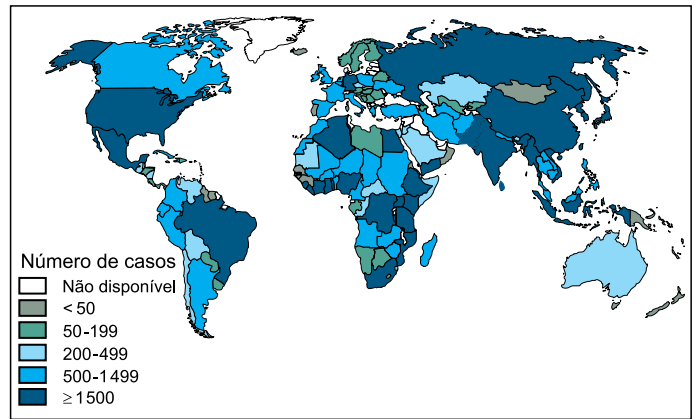 Número de casos
Não disponível
< 50
50-199
200-499
500-1499
≥ 1500